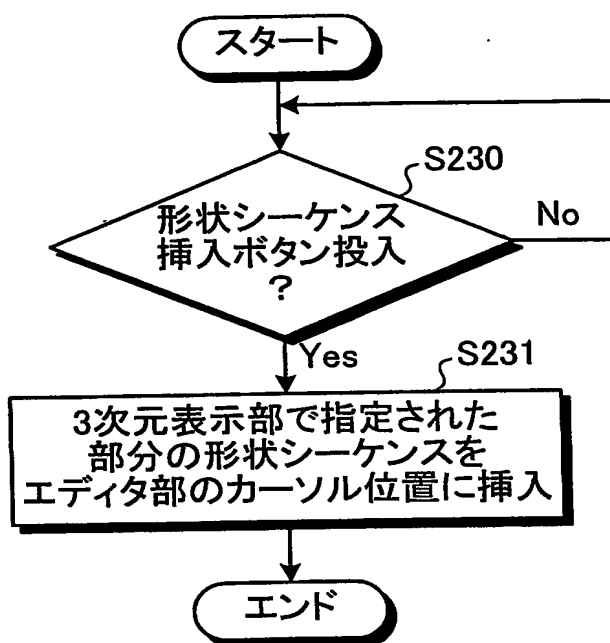 スタート
S230
形状シーケンス
挿入ボタン投入
?
No
Yes
S231
3次元表示部で指定された
部分の形状シーケンスを
エディタ部のカーソル位置に挿入
エンド